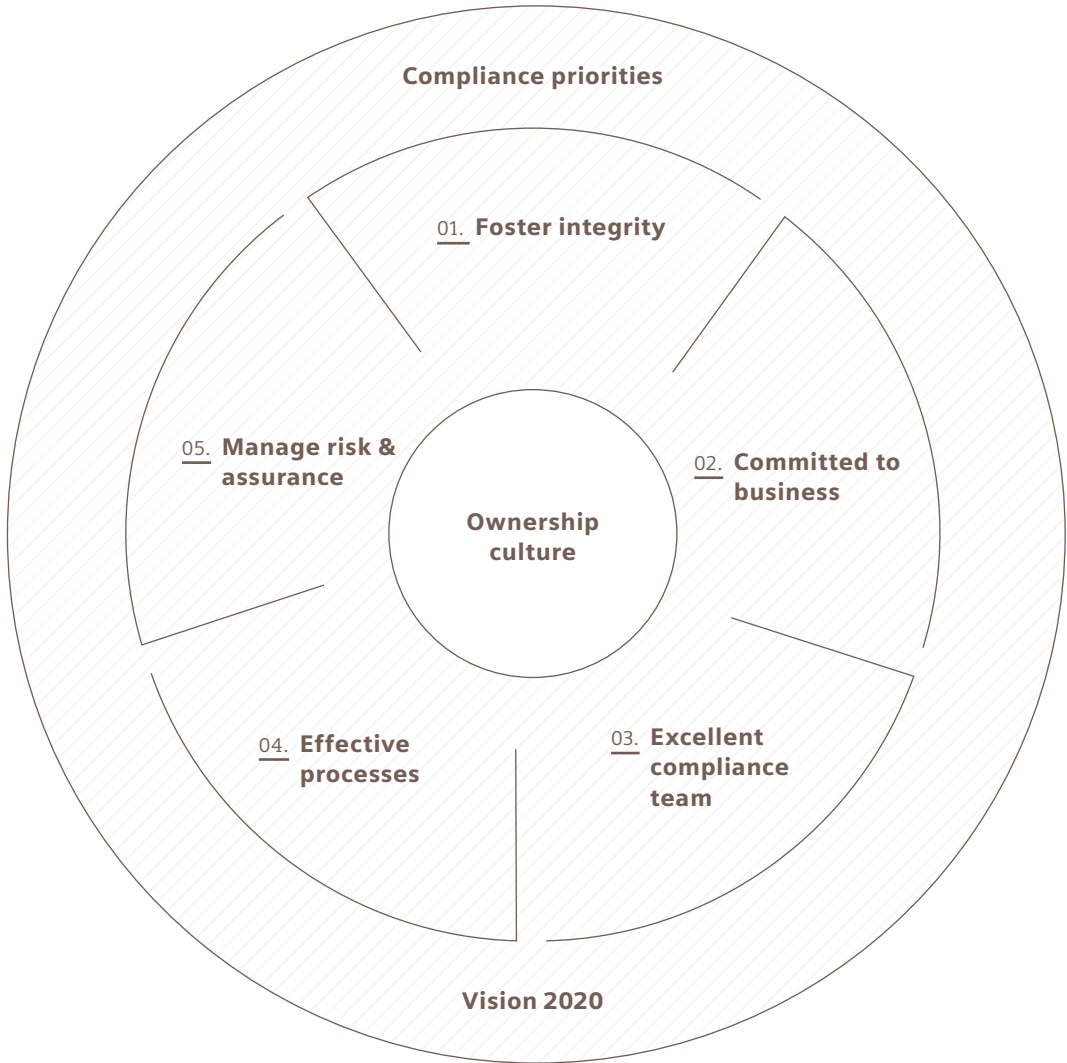 Compliance priorities
01. Foster integrity
02. Committed to
business
03. Excellent
compliance
team
04. Effective
processes
05. Manage risk &
assurance
Ownership
culture
Vision 2020